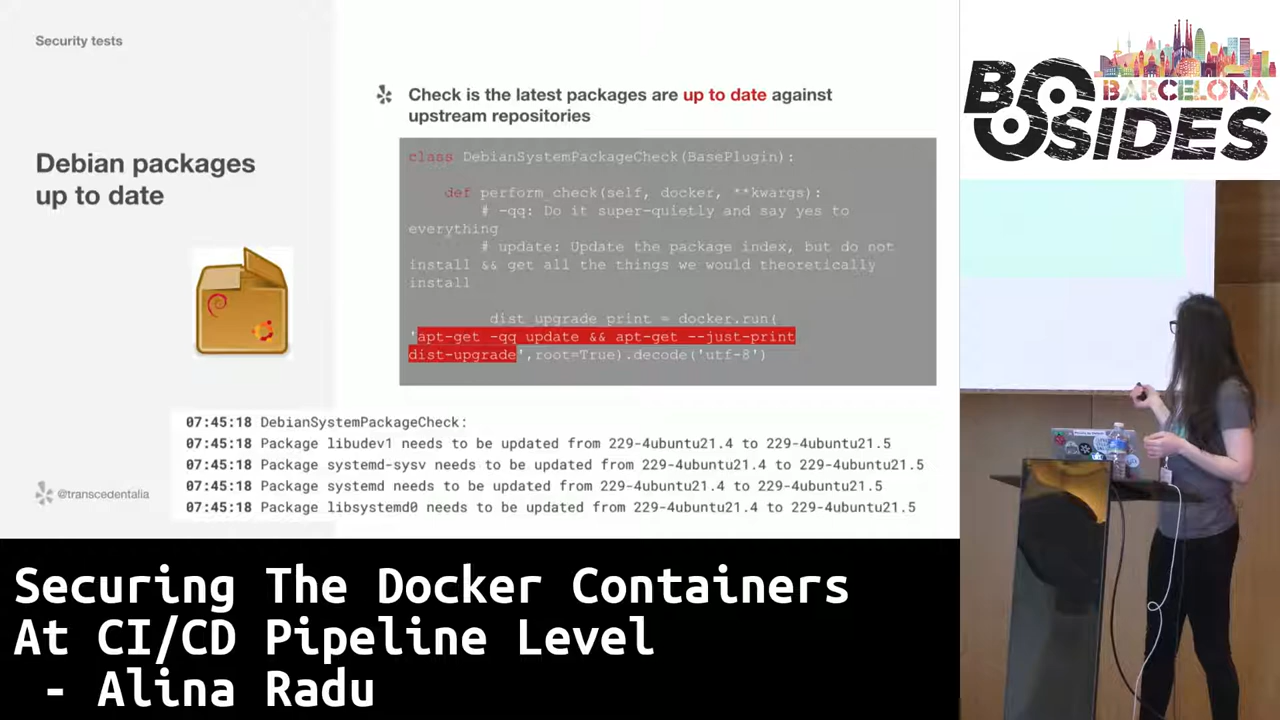 Security tests
Debian packages
up to date
Check is the latest packages are up to date against
upstream repositories
class DebianSystemPackageCheck(BasePlugin):
def perform_check(self, docker, **kwargs):
# -qq: Do it super-quietly and say yes to
everything
# update: Update the package index, but do not
install && get all the things we would theoretically
install
dist_upgrade_print = docker.run(
'apt-get -qq update && apt-get --just-print
dist-upgrade',root=True).decode('utf-8')
07:45:18 DebianSystemPackageCheck:
07:45:18 Package libudev1 needs to be updated from 229-4ubuntu21.4 to 229-4ubuntu21.5
07:45:18 Package systemd-sysv needs to be updated from 229-4ubuntu21.4 to 229-4ubuntu21.5
07:45:18 Package systemd needs to be updated from 229-4ubuntu21.4 to 229-4ubuntu21.5
07:45:18 Package libsystemd0 needs to be updated from 229-4ubuntu21.4 to 229-4ubuntu21.5
@transcedentalia
BSIDES
BARCELONA
Securing The Docker Containers
At CI/CD Pipeline Level
- Alina Radu